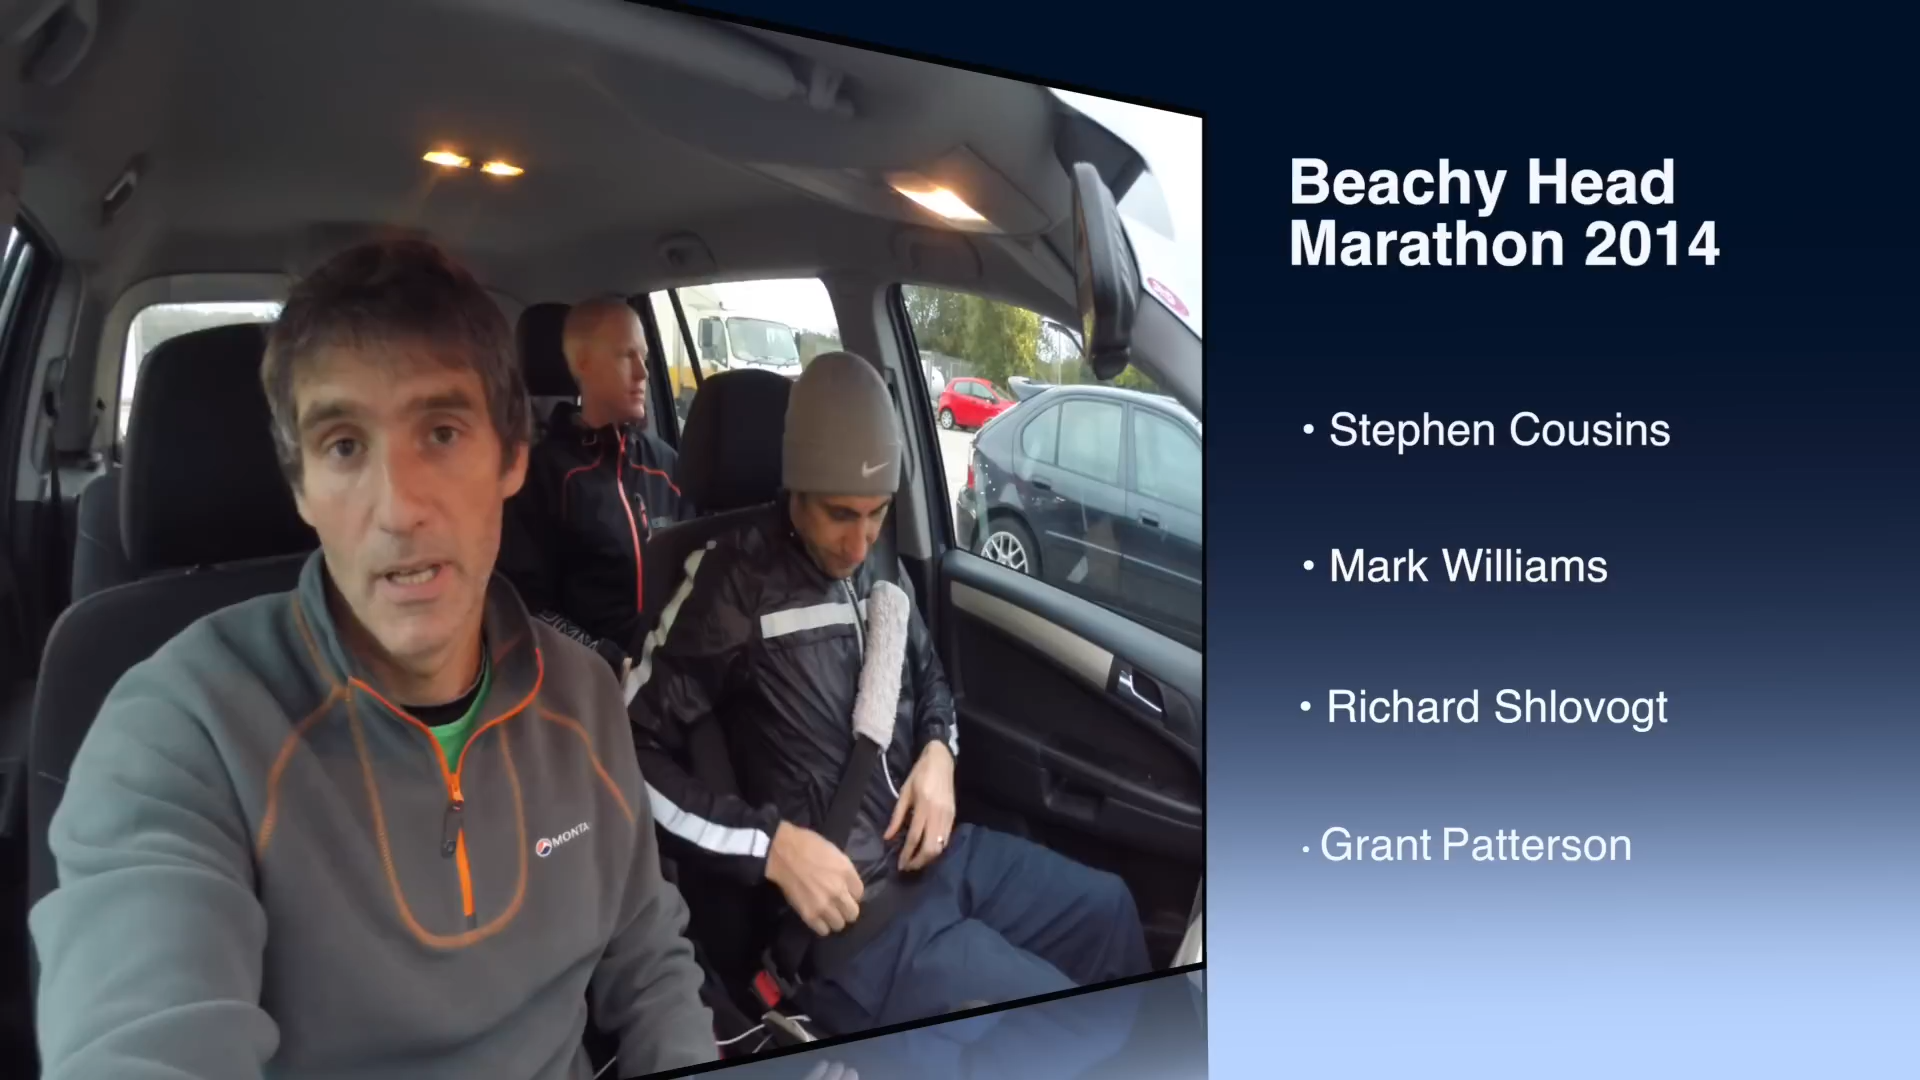 Beachy Head
Marathon 2014
• Stephen Cousins
• Mark Williams
• Richard Shlovogt
• Grant Patterson
MONTA